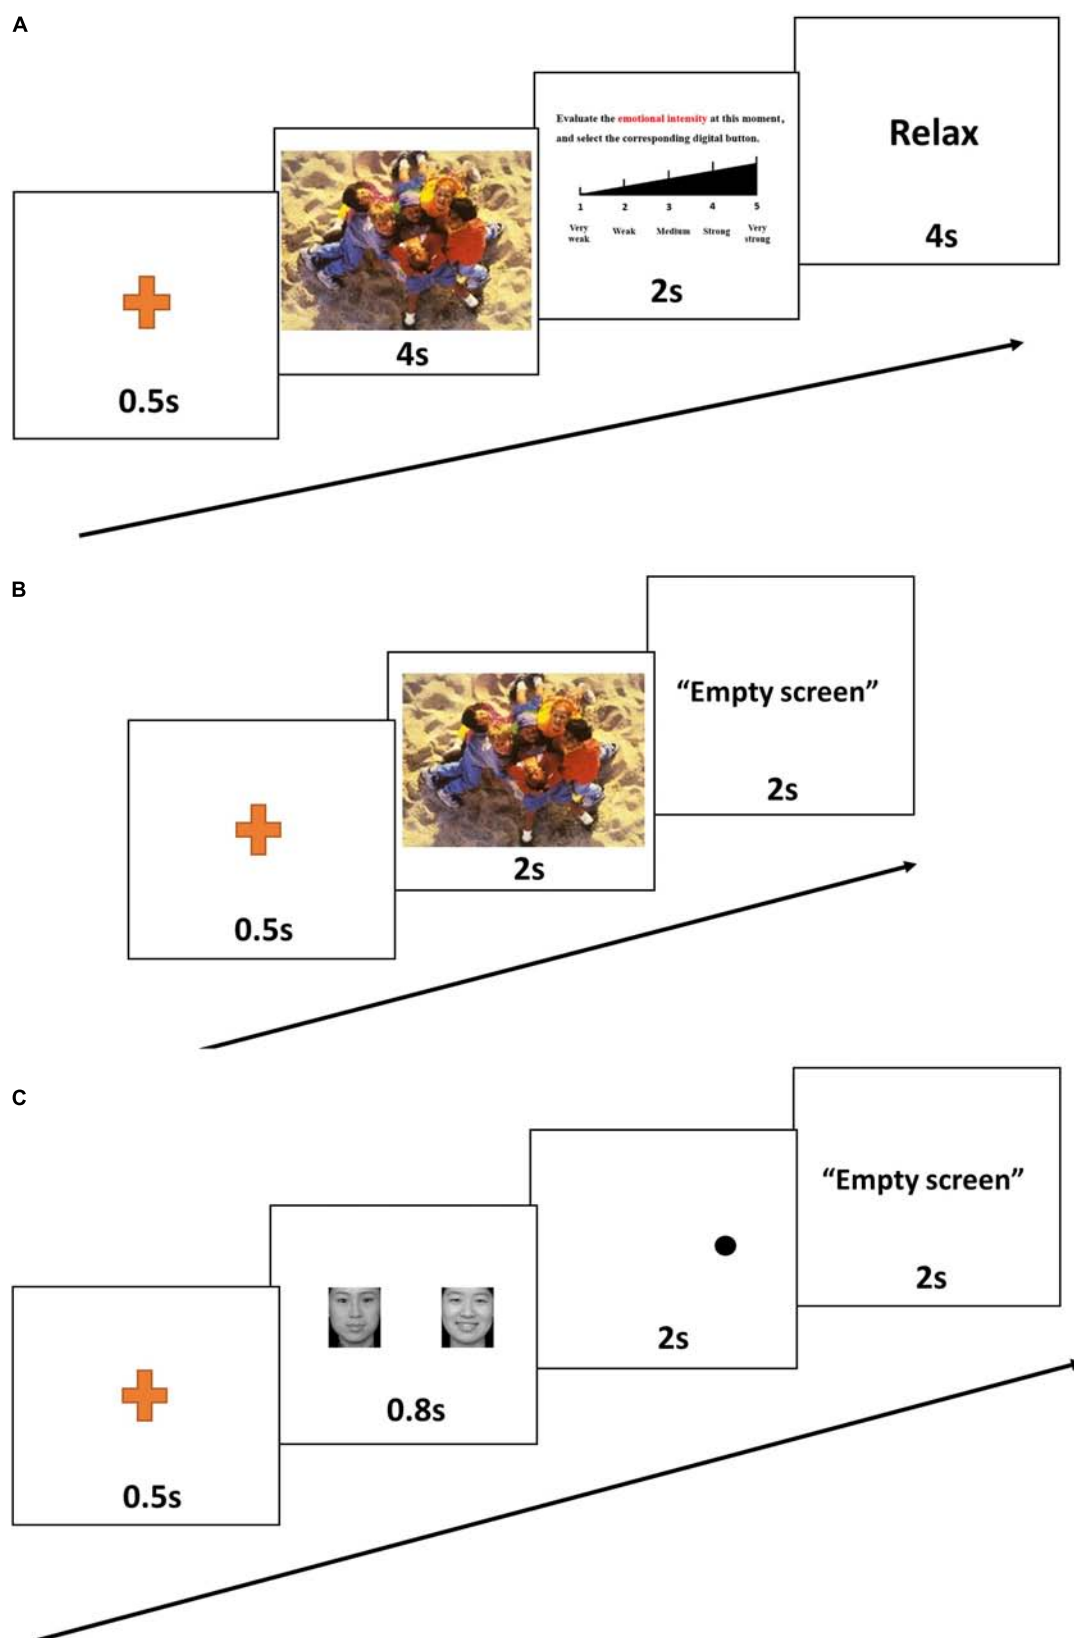 A
Relax
4s
Evaluate the emotional intensity at this moment,
and select the corresponding digital button.
1 2 3 4 5
Very weak Weak Medium Strong Very strong
2s
4s
0.5s
B
“Empty screen”
2s
2s
0.5s
C
“Empty screen”
2s
2s
0.8s
0.5s